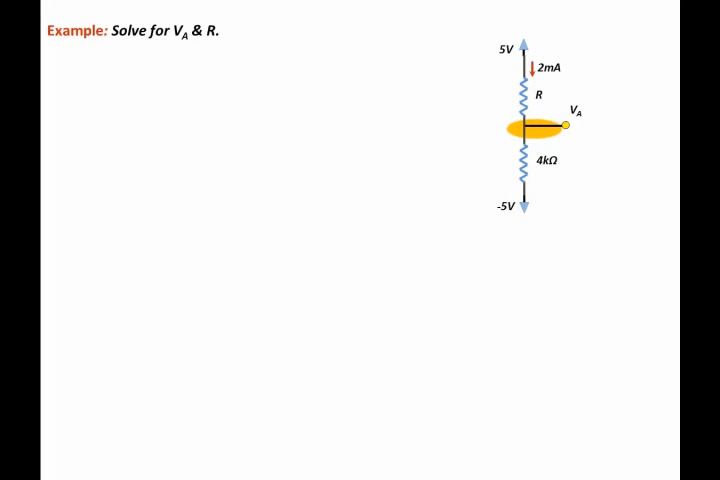 Example: Solve for VA & R.
5V
2mA
R
VA
4kΩ
-5V